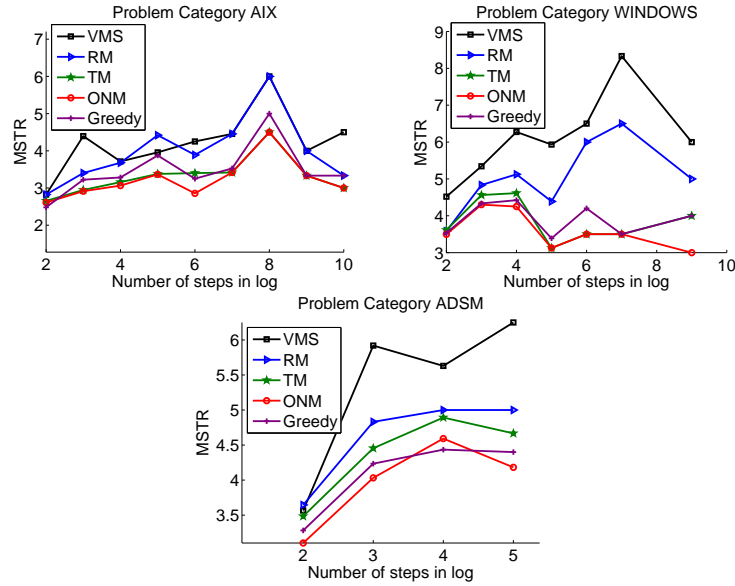 Problem Category AIX
7
6
5
4
3
2
MSTR
VMS
RM
TM
ONM
Greedy
2
4
6
8
10
Number of steps in log
Problem Category WINDOWS
9
8
7
6
5
4
3
MSTR
VMS
RM
TM
ONM
Greedy
2
4
6
8
10
Number of steps in log
Problem Category ADSM
6
5.5
5
4.5
4
3.5
MSTR
VMS
RM
TM
ONM
Greedy
2
3
4
5
Number of steps in log